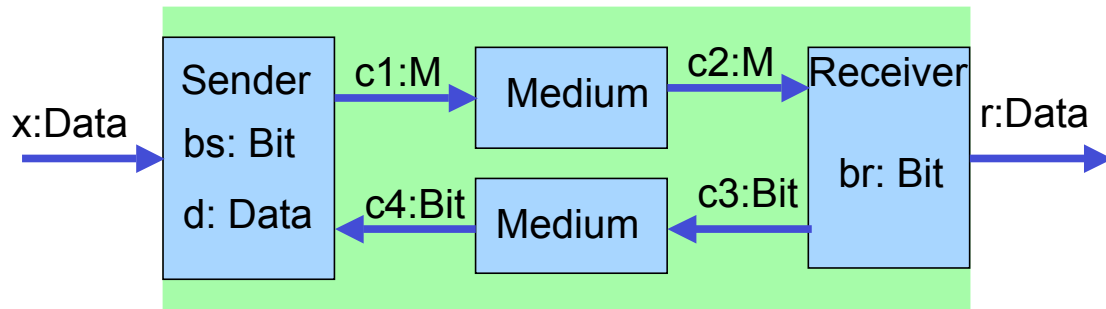 x:Data
Sender
bs: Bit
d: Data
c1:M
Medium
c2:M
Receiver
br: Bit
r:Data
c4:Bit
Medium
c3:Bit